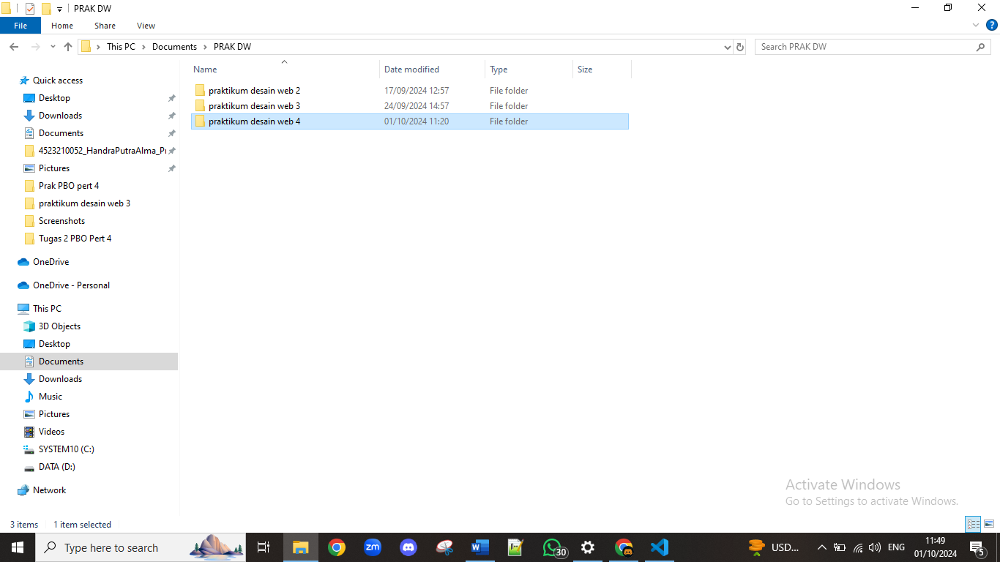 PRAK DW
File Home Share View
This PC Documents PRAK DW
Search PRAK DW
Name Date modified Type Size
praktikum desain web 2 17/09/2024 12:57 File folder
praktikum desain web 3 24/09/2024 14:57 File folder
praktikum desain web 4 01/10/2024 11:20 File folder
Quick access
Desktop
Downloads
Documents
4523210052_HandraPutraAlma_Pr
Pictures
Prak PBO pert 4
praktikum desain web 3
Screenshots
Tugas 2 PBO Pert 4
OneDrive
OneDrive - Personal
This PC
3D Objects
Desktop
Documents
Downloads
Music
Pictures
Videos
SYSTEM10 (C:)
DATA (D:)
Network
Activate Windows
Go to Settings to activate Windows.
3 items 1 item selected
Type here to search
zm
30
USD...
ENG
11:49
01/10/2024
5